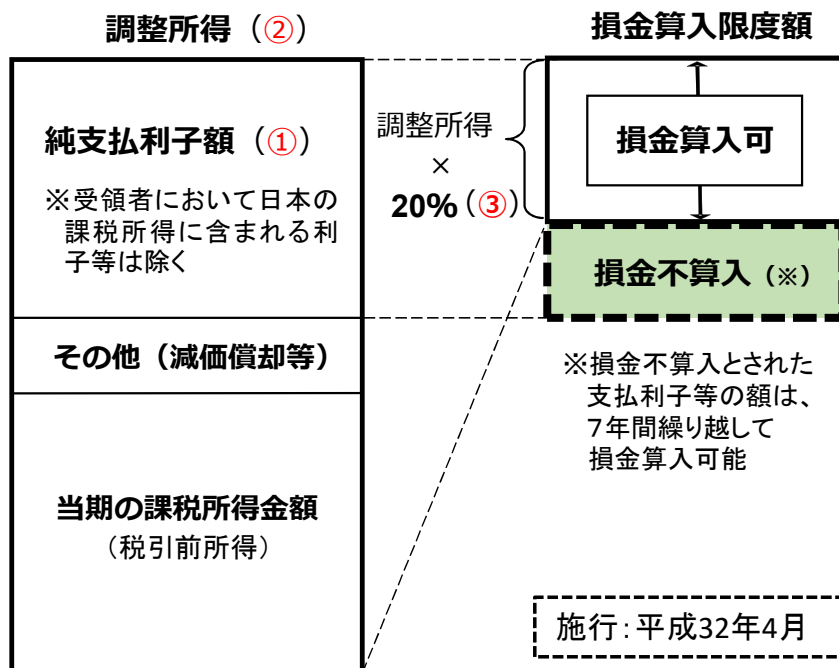 調整所得（②）
純支払利子額（①）
※受領者において日本の
課税所得に含まれる利
子等は除く
その他（減価償却等）
当期の課税所得金額
（税引前所得）
調整所得
×
20%（③）
損金算入限度額
損金算入可
損金不算入（※）
※損金不算入とされた
支払利子等の額は、
７年間繰り越して
損金算入可能
施行：平成32年4月